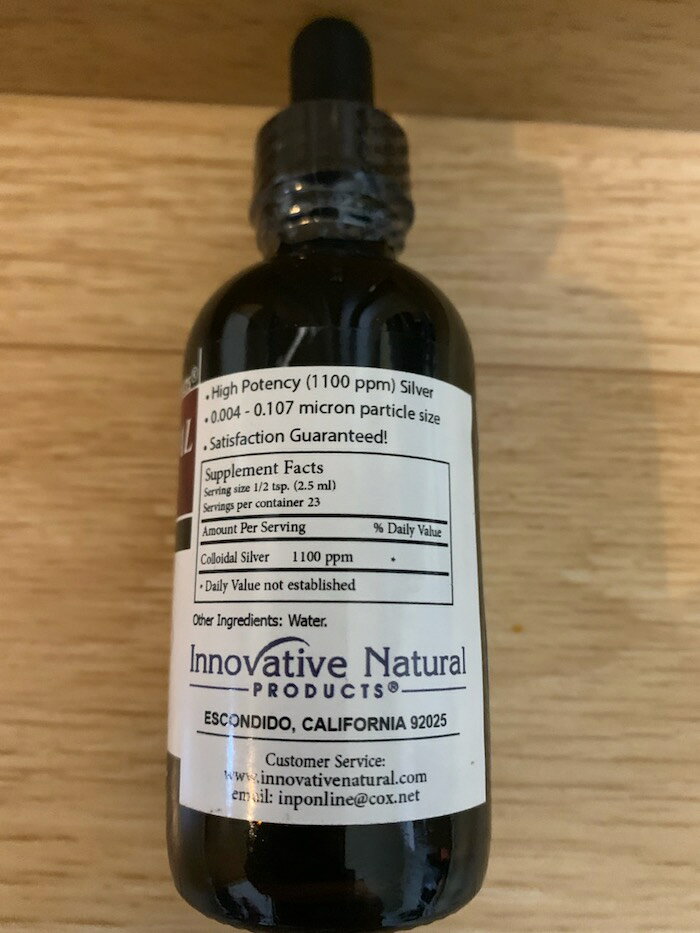 • High Potency (1100 ppm) Silver
• 0.004 - 0.107 micron particle size
• Satisfaction Guaranteed!
Supplement Facts
Serving size 1/2 tsp. (2.5 ml)
Servings per container 23
Amount Per Serving % Daily Value
Colloidal Silver 1100 ppm •
• Daily Value not established
Other Ingredients: Water.
Innovative Natural
PRODUCTS®
ESCONDIDO, CALIFORNIA 92025
Customer Service:
www.innovativenatural.com
email: inponline@cox.net